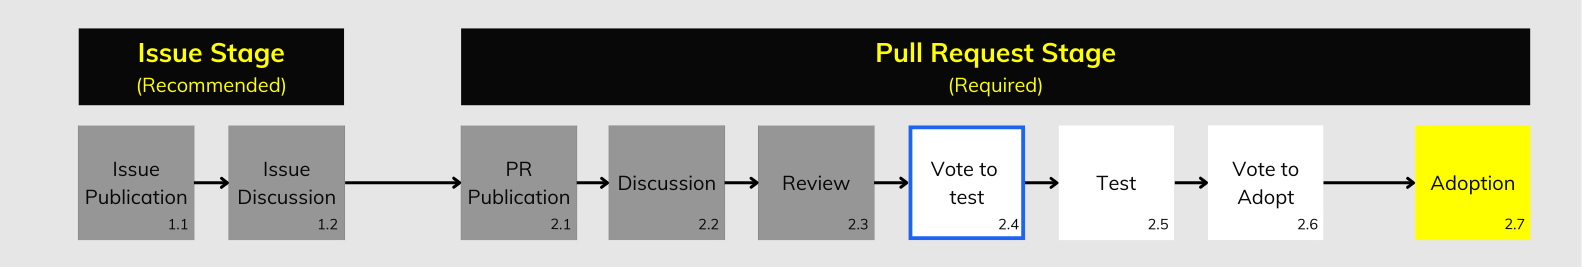 Issue Stage
(Recommended)
Pull Request Stage
(Required)
Issue
Publication
1.1
Issue
Discussion
1.2
PR
Publication
2.1
Discussion
2.2
Review
2.3
Vote to
test
2.4
Test
2.5
Vote to
Adopt
2.6
Adoption
2.7